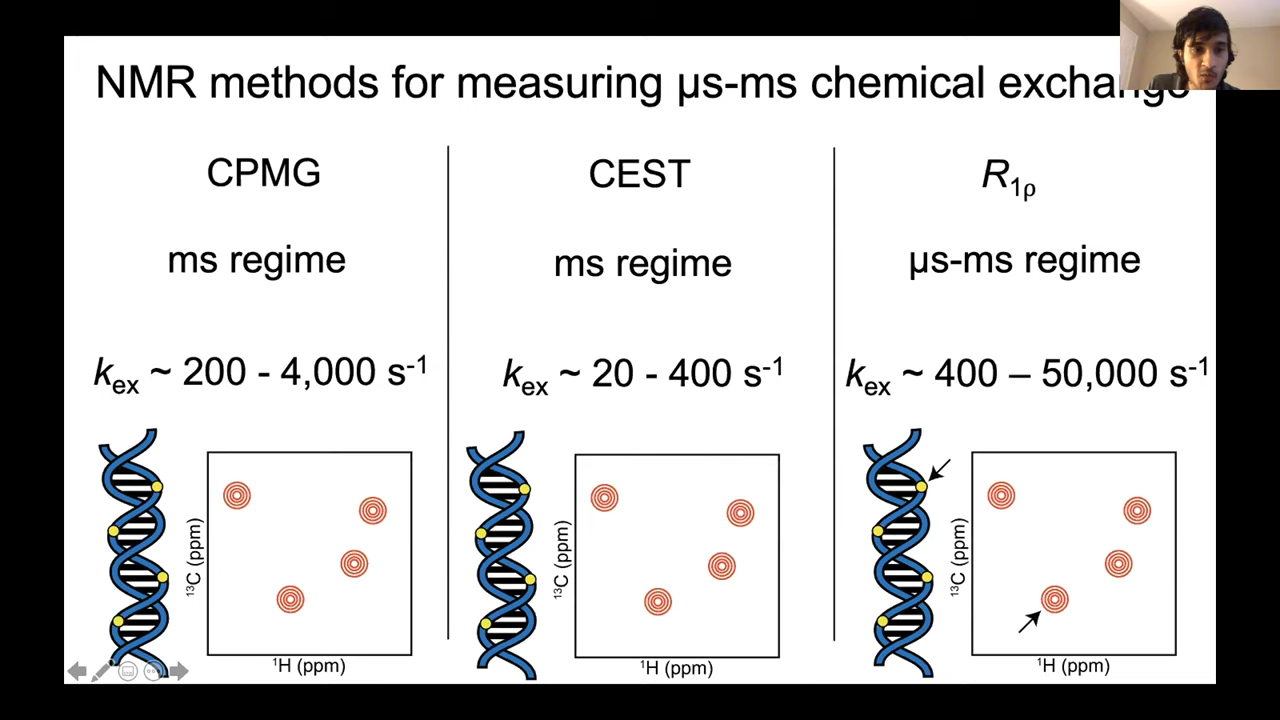 NMR methods for measuring µs-ms chemical exchange
CPMG
ms regime
kex ~ 200 - 4,000 s-1
13C (ppm)
1H (ppm)
CEST
ms regime
kex ~ 20 - 400 s-1
13C (ppm)
1H (ppm)
R1ρ
µs-ms regime
kex ~ 400 – 50,000 s-1
13C (ppm)
1H (ppm)